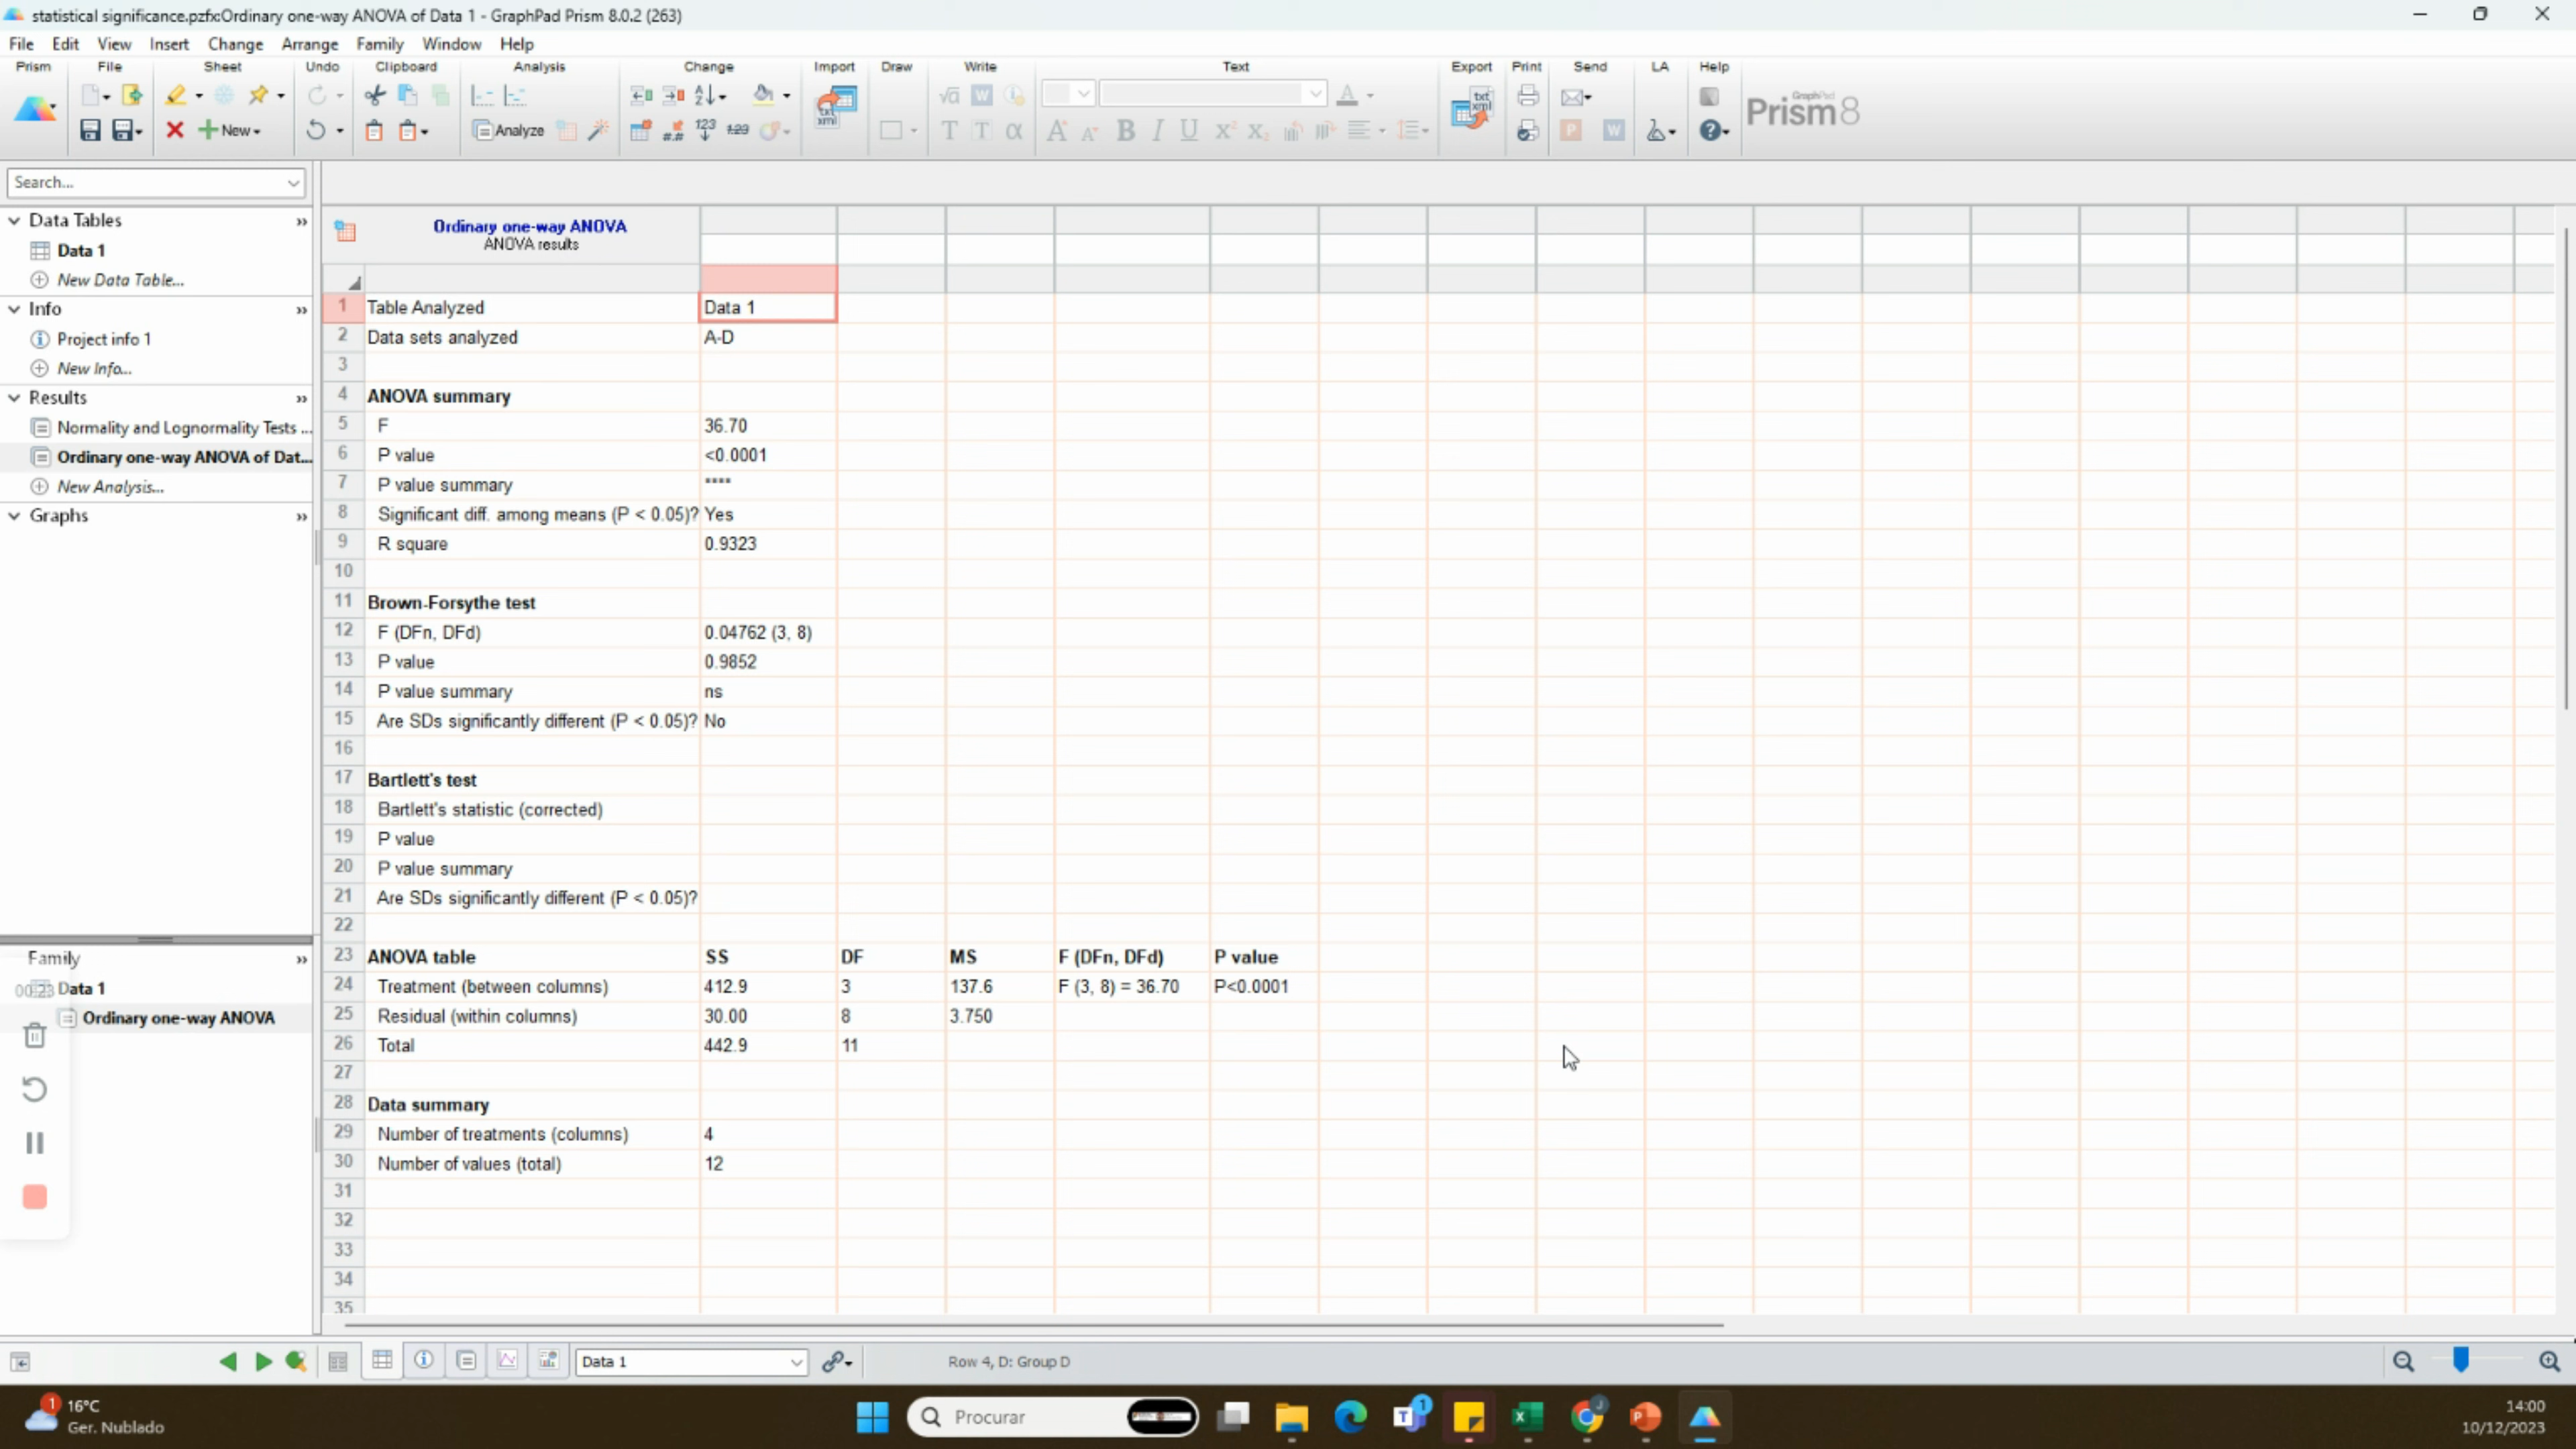 statistical significance.pzfx:Ordinary one-way ANOVA of Data 1 - GraphPad Prism 8.0.2 (263)
File Edit View Insert Change Arrange Family Window Help
Prism File Sheet Undo Clipboard Analysis Change Import Draw Write Text Export Print Send LA Help
New
Analyze
GraphPad
Prism 8
Search...
Data Tables
Data 1
New Data Table...
Info
Project info 1
New Info...
Results
Normality and Lognormality Tests ...
Ordinary one-way ANOVA of Dat...
New Analysis...
Graphs
Family
00:23 Data 1
Ordinary one-way ANOVA
Ordinary one-way ANOVA
ANOVA results
1 Table Analyzed Data 1
2 Data sets analyzed A-D
3
4 ANOVA summary
5 F 36.70
6 P value <0.0001
7 P value summary ****
8 Significant diff. among means (P < 0.05)? Yes
9 R square 0.9323
10
11 Brown-Forsythe test
12 F (DFn, DFd) 0.04762 (3, 8)
13 P value 0.9852
14 P value summary ns
15 Are SDs significantly different (P < 0.05)? No
16
17 Bartlett's test
18 Bartlett's statistic (corrected)
19 P value
20 P value summary
21 Are SDs significantly different (P < 0.05)?
22
23 ANOVA table SS DF MS F (DFn, DFd) P value
24 Treatment (between columns) 412.9 3 137.6 F (3, 8) = 36.70 P<0.0001
25 Residual (within columns) 30.00 8 3.750
26 Total 442.9 11
27
28 Data summary
29 Number of treatments (columns) 4
30 Number of values (total) 12
31
32
33
34
35
Data 1
Row 4, D: Group D
1
16°C
Ger. Nublado
Procurar
1
14:00
10/12/2023